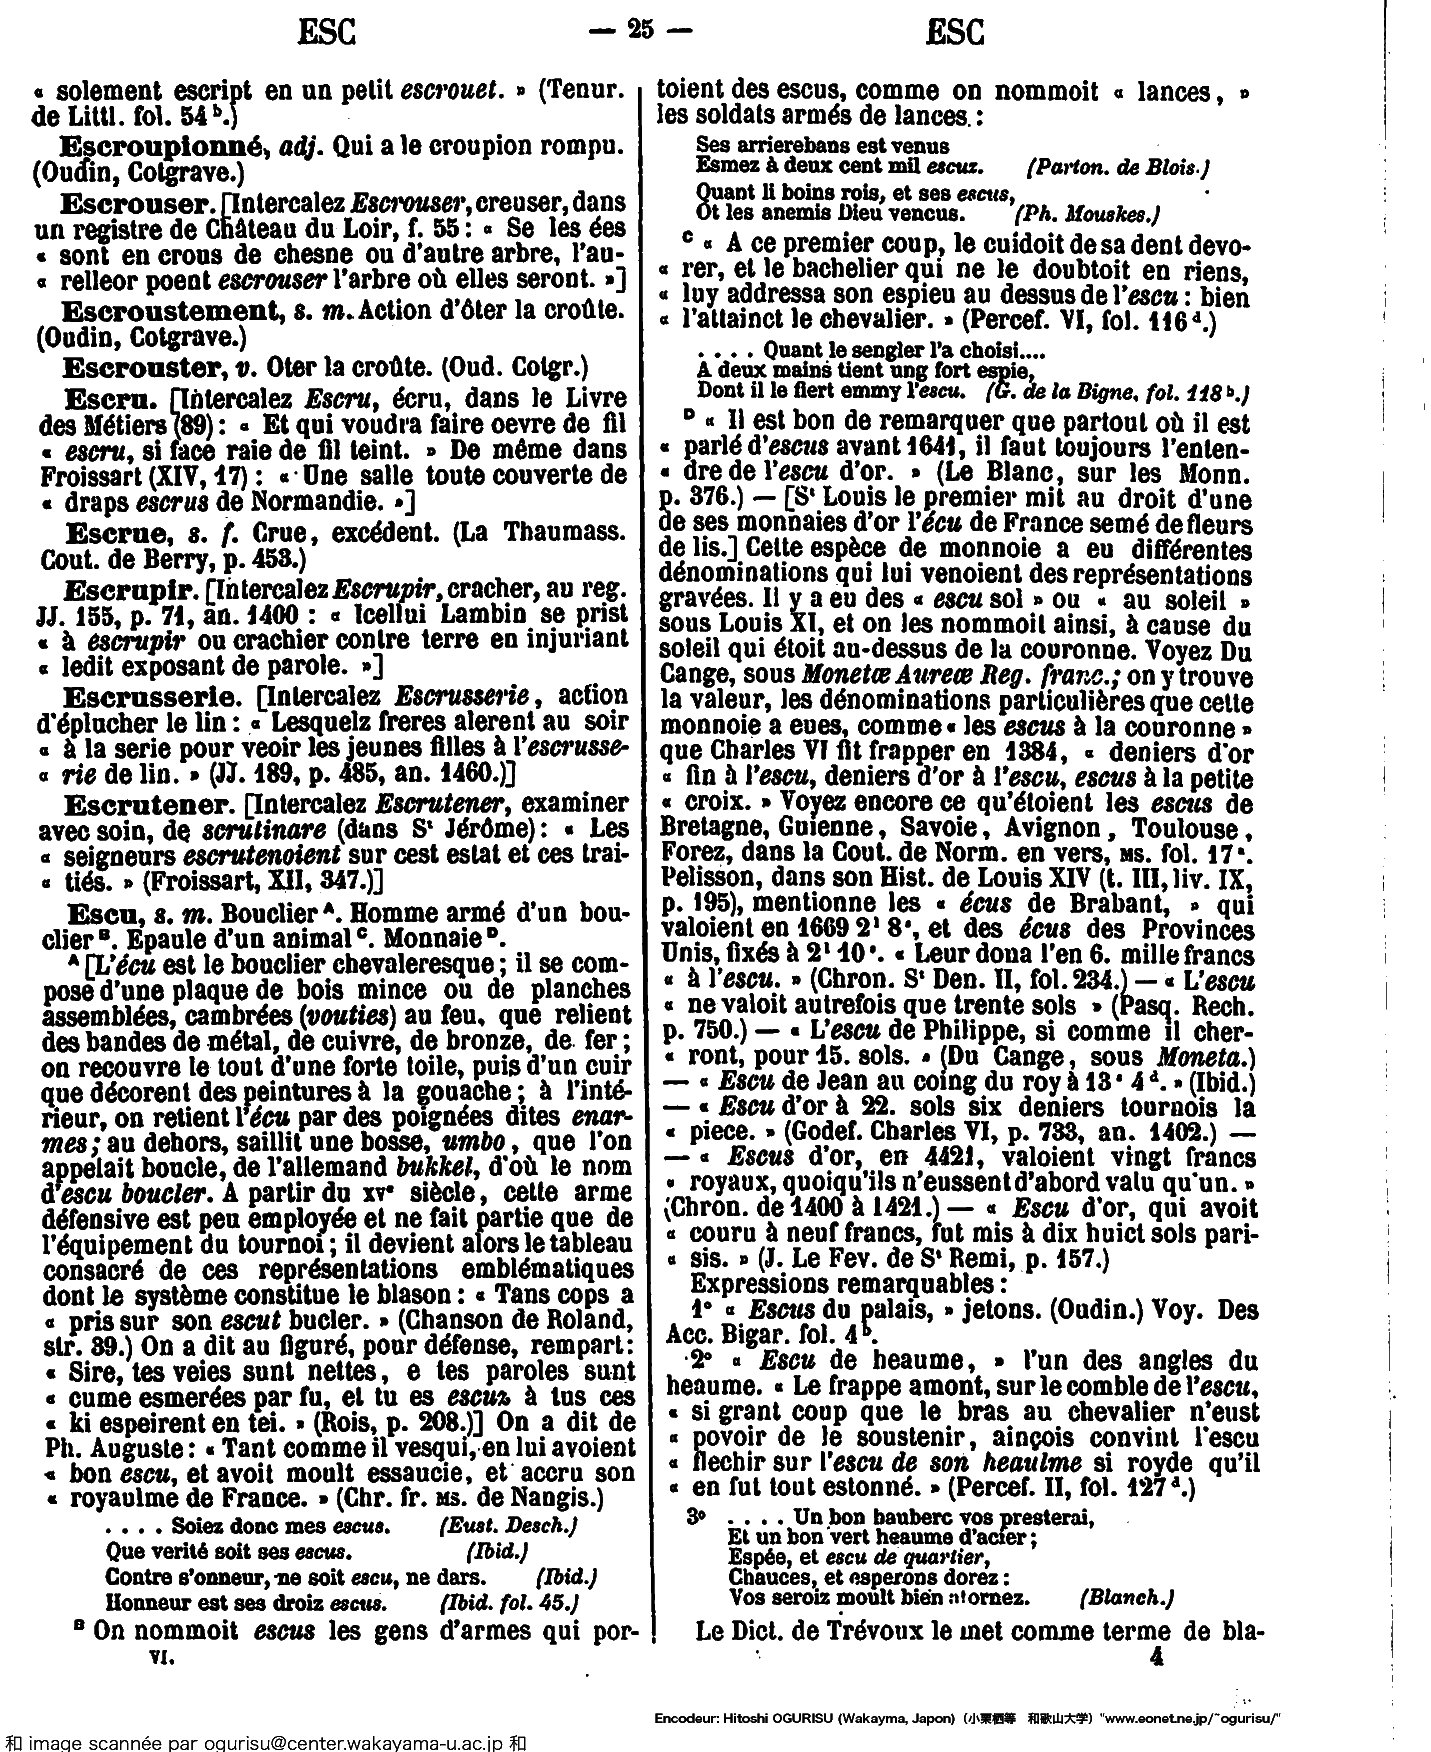 ESC — 25 — ESC
« solement escript en un petit escrouet. » (Tenur.
de Littl. fol. 54 b.)
Escroupionné, adj. Qui a le croupion rompu.
(Oudin, Cotgrave.)
Escrouser. [Intercalez Escrouser, creuser, dans
un registre de Château du Loir, f. 55 : « Se les ées
« sont en crous de chesne ou d'autre arbre, l'au-
« relleor poent escrouser l'arbre où elles seront. »]
Escroustement, s. m. Action d'ôter la croûte.
(Oudin, Cotgrave.)
Escrouster, v. Oter la croûte. (Oud. Cotgr.)
Escru. [Intercalez Escru, écru, dans le Livre
des Métiers (89) : « Et qui voudra faire oevre de fil
« escru, si face raie de fil teint. » De même dans
Froissart (XIV, 17) : « Une salle toute couverte de
« draps escrus de Normandie. »]
Escrue, s. f. Crue, excédent. (La Thaumass.
Cout. de Berry, p. 453.)
Escrupir. [Intercalez Escrupir, cracher, au reg.
JJ. 155, p. 71, an. 1400 : « Icellui Lambin se prist
« à escrupir ou crachier contre terre en injuriant
« ledit exposant de parole. »]
Escrusserie. [Intercalez Escrusserie, action
d'éplucher le lin : « Lesquelz freres alerent au soir
« à la serie pour veoir les jeunes filles à l'escrusse-
« rie de lin. » (JJ. 189, p. 485, an. 1460.)]
Escrutener. [Intercalez Escrutener, examiner
avec soin, de scrutinare (dans St Jérôme) : « Les
« seigneurs escrutenoient sur cest estat et ces trai-
« tiés. » (Froissart, XII, 347.)]
Escu, s. m. Bouclier A. Homme armé d'un bou-
clier B. Epaule d'un animal C. Monnaie D.
A [L'écu est le bouclier chevaleresque ; il se com-
pose d'une plaque de bois mince ou de planches
assemblées, cambrées (vouties) au feu, que relient
des bandes de métal, de cuivre, de bronze, de fer ;
on recouvre le tout d'une forte toile, puis d'un cuir
que décorent des peintures à la gouache ; à l'inté-
rieur, on retient l'écu par des poignées dites enar-
mes ; au dehors, saillit une bosse, umbo, que l'on
appelait boucle, de l'allemand bukkel, d'où le nom
d'escu boucler. A partir du XVe siècle, cette arme
défensive est peu employée et ne fait partie que de
l'équipement du tournoi ; il devient alors le tableau
consacré de ces représentations emblématiques
dont le système constitue le blason : « Tans cops a
« pris sur son escut bucler. » (Chanson de Roland,
str. 39.) On a dit au figuré, pour défense, rempart :
« Sire, tes veies sunt nettes, e tes paroles sunt
« cume esmerées par fu, et tu es escuz à tus ces
« ki espeirent en tei. » (Rois, p. 208.)] On a dit de
Ph. Auguste : « Tant comme il vesqui, en lui avoient
« bon escu, et avoit moult essaucie, et accru son
« royaulme de France. » (Chr. fr. MS. de Nangis.)
. . . . Soiez donc mes escus. (Eust. Desch.)
Que verité soit ses escus. (Ibid.)
Contre s'onneur, ne soit escu, ne dars. (Ibid.)
Honneur est ses droiz escus. (Ibid. fol. 45.)
B On nommoit escus les gens d'armes qui por-
VI.
toient des escus, comme on nommoit « lances, »
les soldats armés de lances. :
Ses arrierebans est venus
Esmez à deux cent mil escuz. (Parton. de Blois.)
Quant li boins rois, et ses escus,
Ot les anemis Dieu vencus. (Ph. Mouskes.)
C « A ce premier coup, le cuidoit de sa dent devo-
« rer, et le bachelier qui ne le doubtoit en riens,
« luy addressa son espieu au dessus de l'escu : bien
« l'attainct le chevalier. » (Percef. VI, fol. 116 d.)
. . . . Quant le sengler l'a choisi....
A deux mains tient ung fort espie,
Dont il le fiert emmy l'escu. (G. de la Bigne, fol. 118 b.)
D « Il est bon de remarquer que partout où il est
« parlé d'escus avant 1641, il faut toujours l'enten-
« dre de l'escu d'or. » (Le Blanc, sur les Monn.
p. 376.) — [St Louis le premier mit au droit d'une
de ses monnaies d'or l'écu de France semé de fleurs
de lis.] Cette espèce de monnoie a eu différentes
dénominations qui lui venoient des représentations
gravées. Il y a eu des « escu sol » ou « au soleil »
sous Louis XI, et on les nommoit ainsi, à cause du
soleil qui étoit au-dessus de la couronne. Voyez Du
Cange, sous Monetæ Aureæ Reg. franc. ; on y trouve
la valeur, les dénominations particulières que cette
monnoie a eues, comme « les escus à la couronne »
que Charles VI fit frapper en 1384, « deniers d'or
« fin à l'escu, deniers d'or à l'escu, escus à la petite
« croix. » Voyez encore ce qu'étoient les escus de
Bretagne, Guienne, Savoie, Avignon, Toulouse,
Forez, dans la Cout. de Norm. en vers, MS. fol. 17 a.
Pelisson, dans son Hist. de Louis XIV (t. III, liv. IX,
p. 195), mentionne les « écus de Brabant, » qui
valoient en 1669 2 l 8 s, et des écus des Provinces
Unis, fixés à 2 l 10 s. « Leur dona l'en 6. mille francs
« à l'escu. » (Chron. St Den. II, fol. 234.) — « L'escu
« ne valoit autrefois que trente sols » (Pasq. Rech.
p. 750.) — « L'escu de Philippe, si comme il cher-
« ront, pour 15. sols. » (Du Cange, sous Moneta.)
— « Escu de Jean au coing du roy à 13 s 4 d. » (Ibid.)
— « Escu d'or à 22. sols six deniers tournois la
« piece. » (Godef. Charles VI, p. 733, an. 1402.) —
— « Escus d'or, en 4421, valoient vingt francs
« royaux, quoiqu'ils n'eussent d'abord valu qu'un. »
(Chron. de 1400 à 1421.) — « Escu d'or, qui avoit
« couru à neuf francs, fut mis à dix huict sols pari-
« sis. » (J. Le Fev. de St Remi, p. 157.)
Expressions remarquables :
1° « Escus du palais, » jetons. (Oudin.) Voy. Des
Acc. Bigar. fol. 4 b.
2° « Escu de heaume, » l'un des angles du
heaume. « Le frappe amont, sur le comble de l'escu,
« si grant coup que le bras au chevalier n'eust
« povoir de le soustenir, ainçois convint l'escu
« flechir sur l'escu de son heaulme si royde qu'il
« en fut tout estonné. » (Percef. II, fol. 127 d.)
3° . . . . Un bon hauberc vos presterai,
Et un bon vert heaume d'acier ;
Espée, et escu de quartier,
Chauces, et esperons dorez :
Vos seroiz moult bien atornez. (Blanch.)
Le Dict. de Trévoux le met comme terme de bla-
4
Encodeur: Hitoshi OGURISU (Wakayma, Japon) (小栗栖等 和歌山大学) "www.eonet.ne.jp/~ogurisu/"
和 image scannée par ogurisu@center.wakayama-u.ac.jp 和